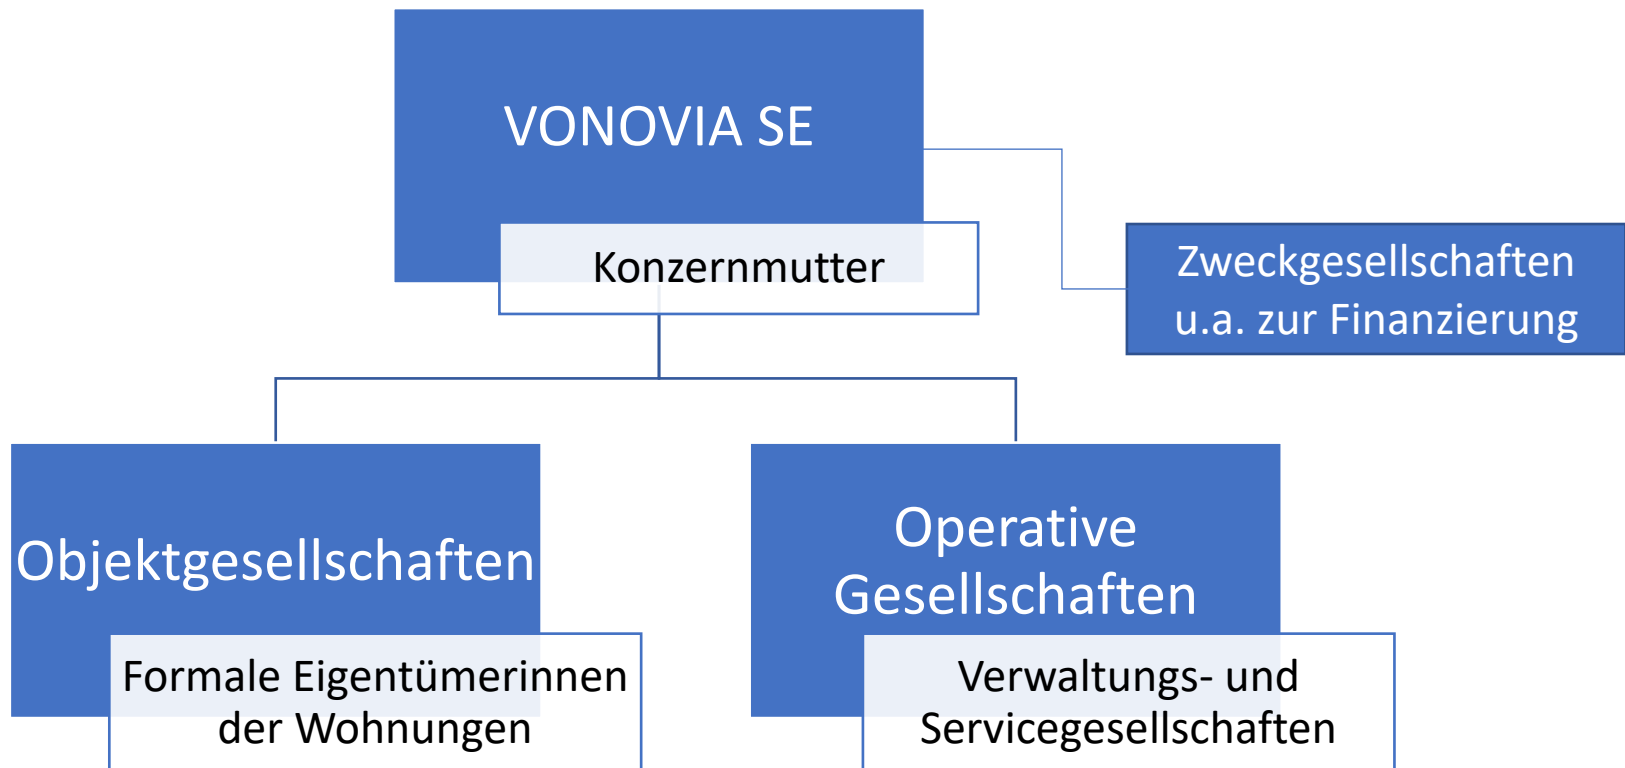 VONOVIA SE
Konzernmutter
Zweckgesellschaften
u.a. zur Finanzierung
Objektgesellschaften
Formale Eigentümerinnen
der Wohnungen
Operative
Gesellschaften
Verwaltungs- und
Servicegesellschaften